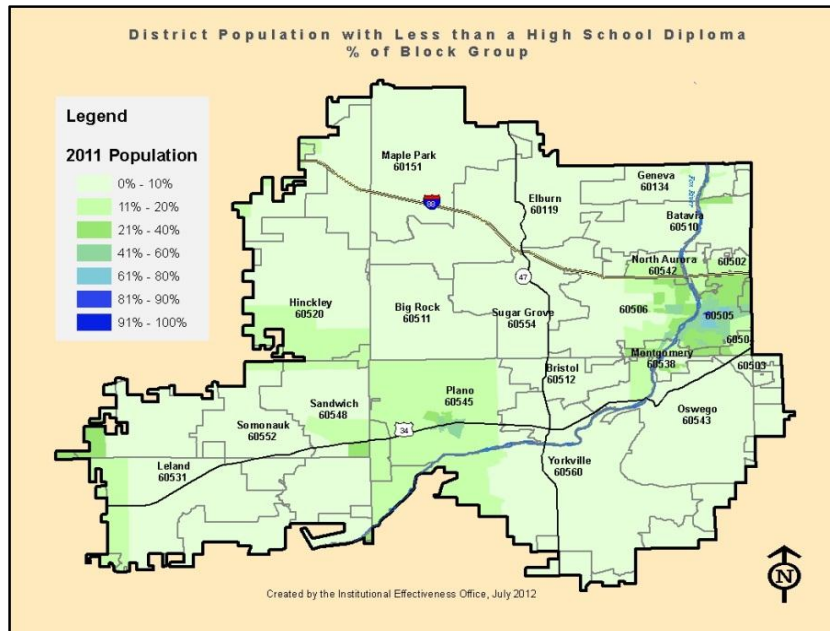 District Population with Less than a High School Diploma
% of Block Group
Legend
2011 Population
0% - 10%
11% - 20%
21% - 40%
41% - 60%
61% - 80%
81% - 90%
91% - 100%
Maple Park
60151
Elburn
60119
Geneva
60134
Fox River
Batavia
60510
88
North Aurora
60542
60502
47
Hinckley
60520
Big Rock
60511
Sugar Grove
60554
60506
60505
6050
Montgomery
60538
60503
Bristol
60512
Plano
60545
Sandwich
60548
Oswego
60543
Somonauk
60552
34
Leland
60531
Yorkville
60560
N
Created by the Institutional Effectiveness Office, July 2012